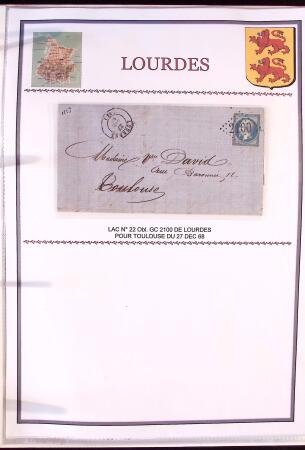 LOURDES
Madame Vve David
Toulouse
LAC N° 22 Obl. GC 2100 DE LOURDES
POUR TOULOUSE DU 27 DEC 68